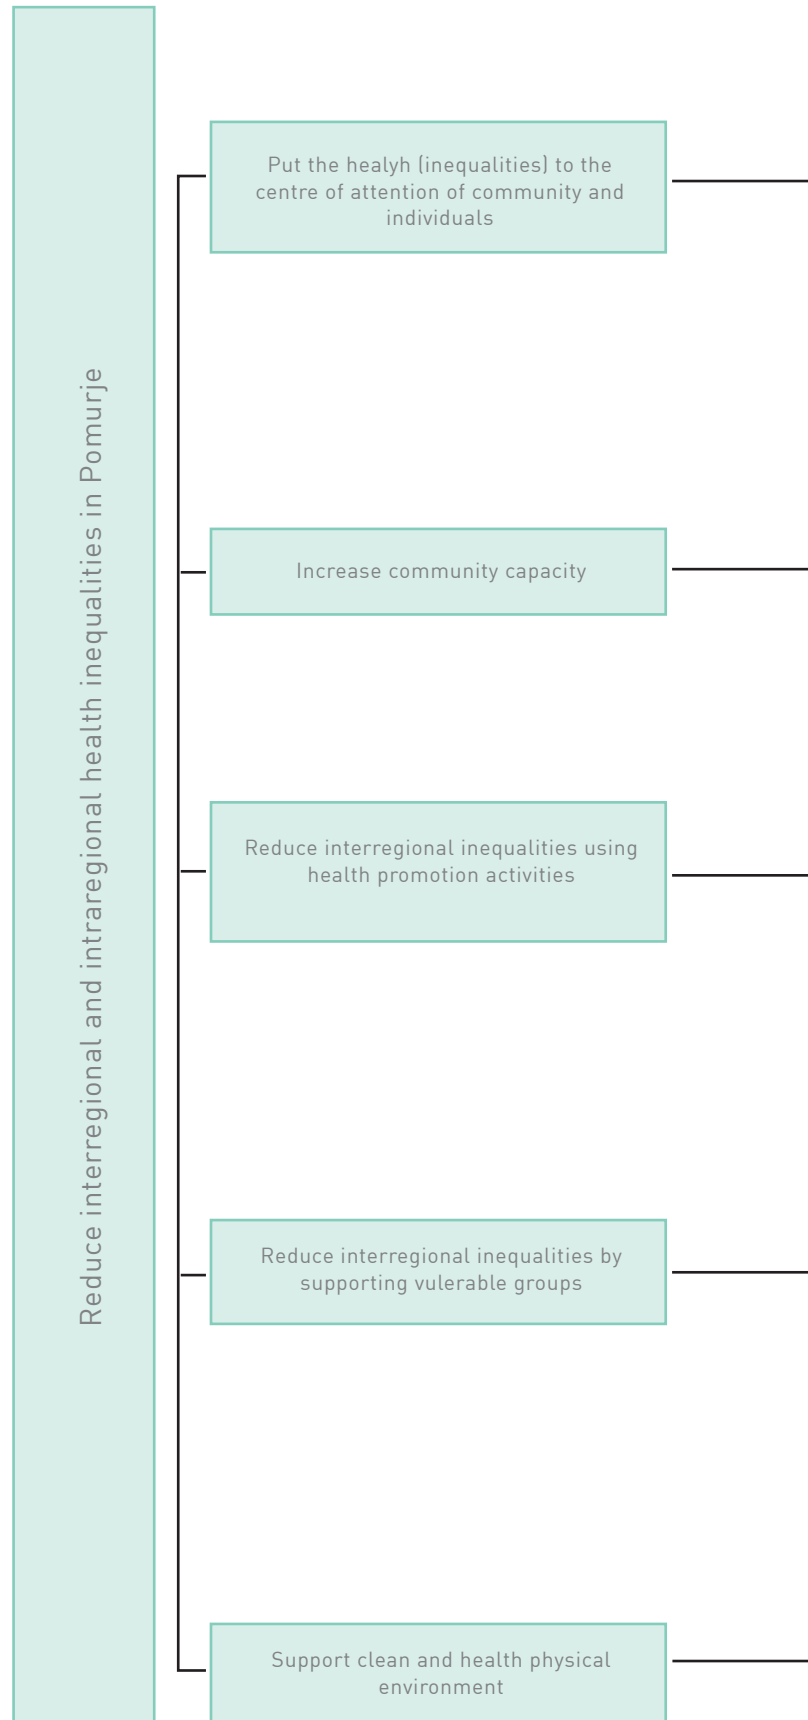 Reduce interregional and intraregional health inequalities in Pomurje
Put the healyh (inequalities) to the
centre of attention of community and
individuals
Increase community capacity
Reduce interregional inequalities using
health promotion activities
Reduce interregional inequalities by
supporting vulerable groups
Support clean and health physical
environment